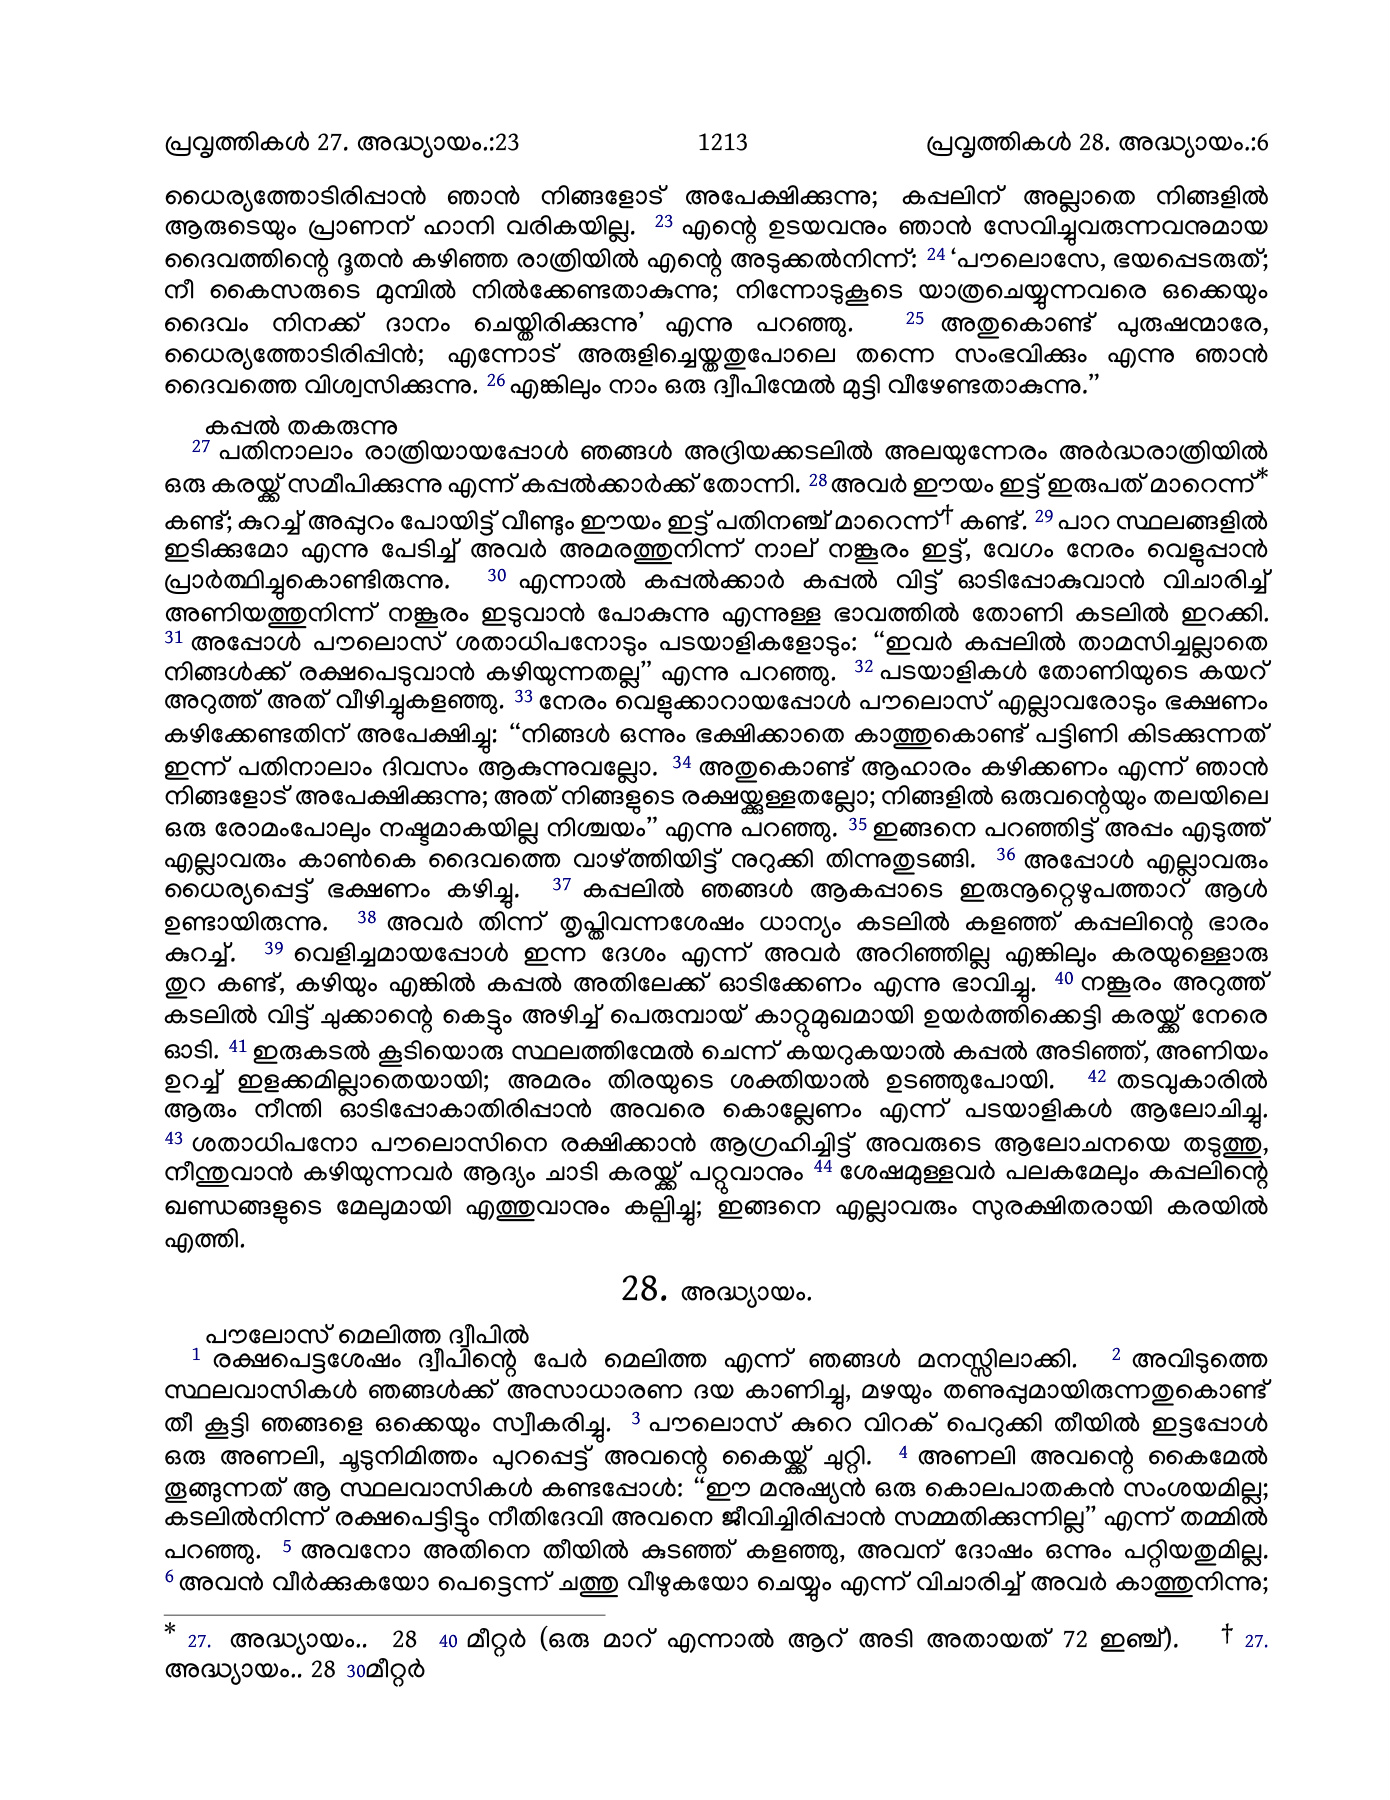 പ്രവൃത്തികൾ 27. അദ്ധ്യായം.:23 1213 പ്രവൃത്തികൾ 28. അദ്ധ്യായം.:6
ധൈര്യത്തോടിരിപ്പാൻ ഞാൻ നിങ്ങളോട് അപേക്ഷിക്കുന്നു; കപ്പലിന് അല്ലാതെ നിങ്ങളിൽ
ആരുടെയും പ്രാണന് ഹാനി വരികയില്ല. 23 എന്റെ ഉടയവനും ഞാൻ സേവിച്ചുവരുന്നവനുമായ
ദൈവത്തിന്റെ ദൂതൻ കഴിഞ്ഞ രാത്രിയിൽ എന്റെ അടുക്കൽനിന്ന്: 24 ‘പൗലൊസേ, ഭയപ്പെടരുത്;
നീ കൈസരുടെ മുമ്പിൽ നിൽക്കേണ്ടതാകുന്നു; നിന്നോടുകൂടെ യാത്രചെയ്യുന്നവരെ ഒക്കെയും
ദൈവം നിനക്ക് ദാനം ചെയ്തിരിക്കുന്നു’ എന്നു പറഞ്ഞു. 25 അതുകൊണ്ട് പുരുഷന്മാരേ,
ധൈര്യത്തോടിരിപ്പിൻ; എന്നോട് അരുളിച്ചെയ്തതുപോലെ തന്നെ സംഭവിക്കും എന്നു ഞാൻ
ദൈവത്തെ വിശ്വസിക്കുന്നു. 26 എങ്കിലും നാം ഒരു ദ്വീപിന്മേൽ മുട്ടി വീഴേണ്ടതാകുന്നു.”
കപ്പൽ തകരുന്നു
27 പതിനാലാം രാത്രിയായപ്പോൾ ഞങ്ങൾ അദ്രിയക്കടലിൽ അലയുന്നേരം അർദ്ധരാത്രിയിൽ
ഒരു കരയ്ക്ക് സമീപിക്കുന്നു എന്ന് കപ്പൽക്കാർക്ക് തോന്നി. 28 അവർ ഈയം ഇട്ട് ഇരുപത് മാറെന്ന്*
കണ്ട്; കുറച്ച് അപ്പുറം പോയിട്ട് വീണ്ടും ഈയം ഇട്ട് പതിനഞ്ച് മാറെന്ന്† കണ്ട്. 29 പാറ സ്ഥലങ്ങളിൽ
ഇടിക്കുമോ എന്നു പേടിച്ച് അവർ അമരത്തുനിന്ന് നാല് നങ്കൂരം ഇട്ട്, വേഗം നേരം വെളുപ്പാൻ
പ്രാർത്ഥിച്ചുകൊണ്ടിരുന്നു. 30 എന്നാൽ കപ്പൽക്കാർ കപ്പൽ വിട്ട് ഓടിപ്പോകുവാൻ വിചാരിച്ച്
അണിയത്തുനിന്ന് നങ്കൂരം ഇടുവാൻ പോകുന്നു എന്നുള്ള ഭാവത്തിൽ തോണി കടലിൽ ഇറക്കി.
31 അപ്പോൾ പൗലൊസ് ശതാധിപനോടും പടയാളികളോടും: “ഇവർ കപ്പലിൽ താമസിച്ചല്ലാതെ
നിങ്ങൾക്ക് രക്ഷപെടുവാൻ കഴിയുന്നതല്ല” എന്നു പറഞ്ഞു. 32 പടയാളികൾ തോണിയുടെ കയറ്
അറുത്ത് അത് വീഴിച്ചുകളഞ്ഞു. 33 നേരം വെളുക്കാറായപ്പോൾ പൗലൊസ് എല്ലാവരോടും ഭക്ഷണം
കഴിക്കേണ്ടതിന് അപേക്ഷിച്ചു: “നിങ്ങൾ ഒന്നും ഭക്ഷിക്കാതെ കാത്തുകൊണ്ട് പട്ടിണി കിടക്കുന്നത്
ഇന്ന് പതിനാലാം ദിവസം ആകുന്നുവല്ലോ. 34 അതുകൊണ്ട് ആഹാരം കഴിക്കണം എന്ന് ഞാൻ
നിങ്ങളോട് അപേക്ഷിക്കുന്നു; അത് നിങ്ങളുടെ രക്ഷയ്ക്കുള്ളതല്ലോ; നിങ്ങളിൽ ഒരുവന്റെയും തലയിലെ
ഒരു രോമംപോലും നഷ്ടമാകയില്ല നിശ്ചയം” എന്നു പറഞ്ഞു. 35 ഇങ്ങനെ പറഞ്ഞിട്ട് അപ്പം എടുത്ത്
എല്ലാവരും കാൺകെ ദൈവത്തെ വാഴ്ത്തിയിട്ട് നുറുക്കി തിന്നുതുടങ്ങി. 36 അപ്പോൾ എല്ലാവരും
ധൈര്യപ്പെട്ട് ഭക്ഷണം കഴിച്ചു. 37 കപ്പലിൽ ഞങ്ങൾ ആകപ്പാടെ ഇരുനൂറ്റെഴുപത്താറ് ആൾ
ഉണ്ടായിരുന്നു. 38 അവർ തിന്ന് തൃപ്തിവന്നശേഷം ധാന്യം കടലിൽ കളഞ്ഞ് കപ്പലിന്റെ ഭാരം
കുറച്ച്. 39 വെളിച്ചമായപ്പോൾ ഇന്ന ദേശം എന്ന് അവർ അറിഞ്ഞില്ല എങ്കിലും കരയുള്ളൊരു
തുറ കണ്ട്, കഴിയും എങ്കിൽ കപ്പൽ അതിലേക്ക് ഓടിക്കേണം എന്നു ഭാവിച്ചു. 40 നങ്കൂരം അറുത്ത്
കടലിൽ വിട്ട് ചുക്കാന്റെ കെട്ടും അഴിച്ച് പെരുമ്പായ് കാറ്റുമുഖമായി ഉയർത്തിക്കെട്ടി കരയ്ക്ക് നേരെ
ഓടി. 41 ഇരുകടൽ കൂടിയൊരു സ്ഥലത്തിന്മേൽ ചെന്ന് കയറുകയാൽ കപ്പൽ അടിഞ്ഞ്, അണിയം
ഉറച്ച് ഇളക്കമില്ലാതെയായി; അമരം തിരയുടെ ശക്തിയാൽ ഉടഞ്ഞുപോയി. 42 തടവുകാരിൽ
ആരും നീന്തി ഓടിപ്പോകാതിരിപ്പാൻ അവരെ കൊല്ലേണം എന്ന് പടയാളികൾ ആലോചിച്ചു.
43 ശതാധിപനോ പൗലൊസിനെ രക്ഷിക്കാൻ ആഗ്രഹിച്ചിട്ട് അവരുടെ ആലോചനയെ തടുത്തു,
നീന്തുവാൻ കഴിയുന്നവർ ആദ്യം ചാടി കരയ്ക്ക് പറ്റുവാനും 44 ശേഷമുള്ളവർ പലകമേലും കപ്പലിന്റെ
ഖണ്ഡങ്ങളുടെ മേലുമായി എത്തുവാനും കല്പിച്ചു; ഇങ്ങനെ എല്ലാവരും സുരക്ഷിതരായി കരയിൽ
എത്തി.
28. അദ്ധ്യായം.
പൗലോസ് മെലിത്ത ദ്വീപിൽ
1 രക്ഷപെട്ടശേഷം ദ്വീപിന്റെ പേർ മെലിത്ത എന്ന് ഞങ്ങൾ മനസ്സിലാക്കി. 2 അവിടുത്തെ
സ്ഥലവാസികൾ ഞങ്ങൾക്ക് അസാധാരണ ദയ കാണിച്ചു, മഴയും തണുപ്പുമായിരുന്നതുകൊണ്ട്
തീ കൂട്ടി ഞങ്ങളെ ഒക്കെയും സ്വീകരിച്ചു. 3 പൗലൊസ് കുറെ വിറക് പെറുക്കി തീയിൽ ഇട്ടപ്പോൾ
ഒരു അണലി, ചൂടുനിമിത്തം പുറപ്പെട്ട് അവന്റെ കൈയ്ക്ക് ചുറ്റി. 4 അണലി അവന്റെ കൈമേൽ
തൂങ്ങുന്നത് ആ സ്ഥലവാസികൾ കണ്ടപ്പോൾ: “ഈ മനുഷ്യൻ ഒരു കൊലപാതകൻ സംശയമില്ല;
കടലിൽനിന്ന് രക്ഷപെട്ടിട്ടും നീതിദേവി അവനെ ജീവിച്ചിരിപ്പാൻ സമ്മതിക്കുന്നില്ല” എന്ന് തമ്മിൽ
പറഞ്ഞു. 5 അവനോ അതിനെ തീയിൽ കുടഞ്ഞ് കളഞ്ഞു, അവന് ദോഷം ഒന്നും പറ്റിയതുമില്ല.
6 അവൻ വീർക്കുകയോ പെട്ടെന്ന് ചത്തു വീഴുകയോ ചെയ്യും എന്ന് വിചാരിച്ച് അവർ കാത്തുനിന്നു;
* 27. അദ്ധ്യായം.. 28 40 മീറ്റർ (ഒരു മാറ് എന്നാൽ ആറ് അടി അതായത് 72 ഇഞ്ച്). † 27.
അദ്ധ്യായം.. 28 30മീറ്റർ